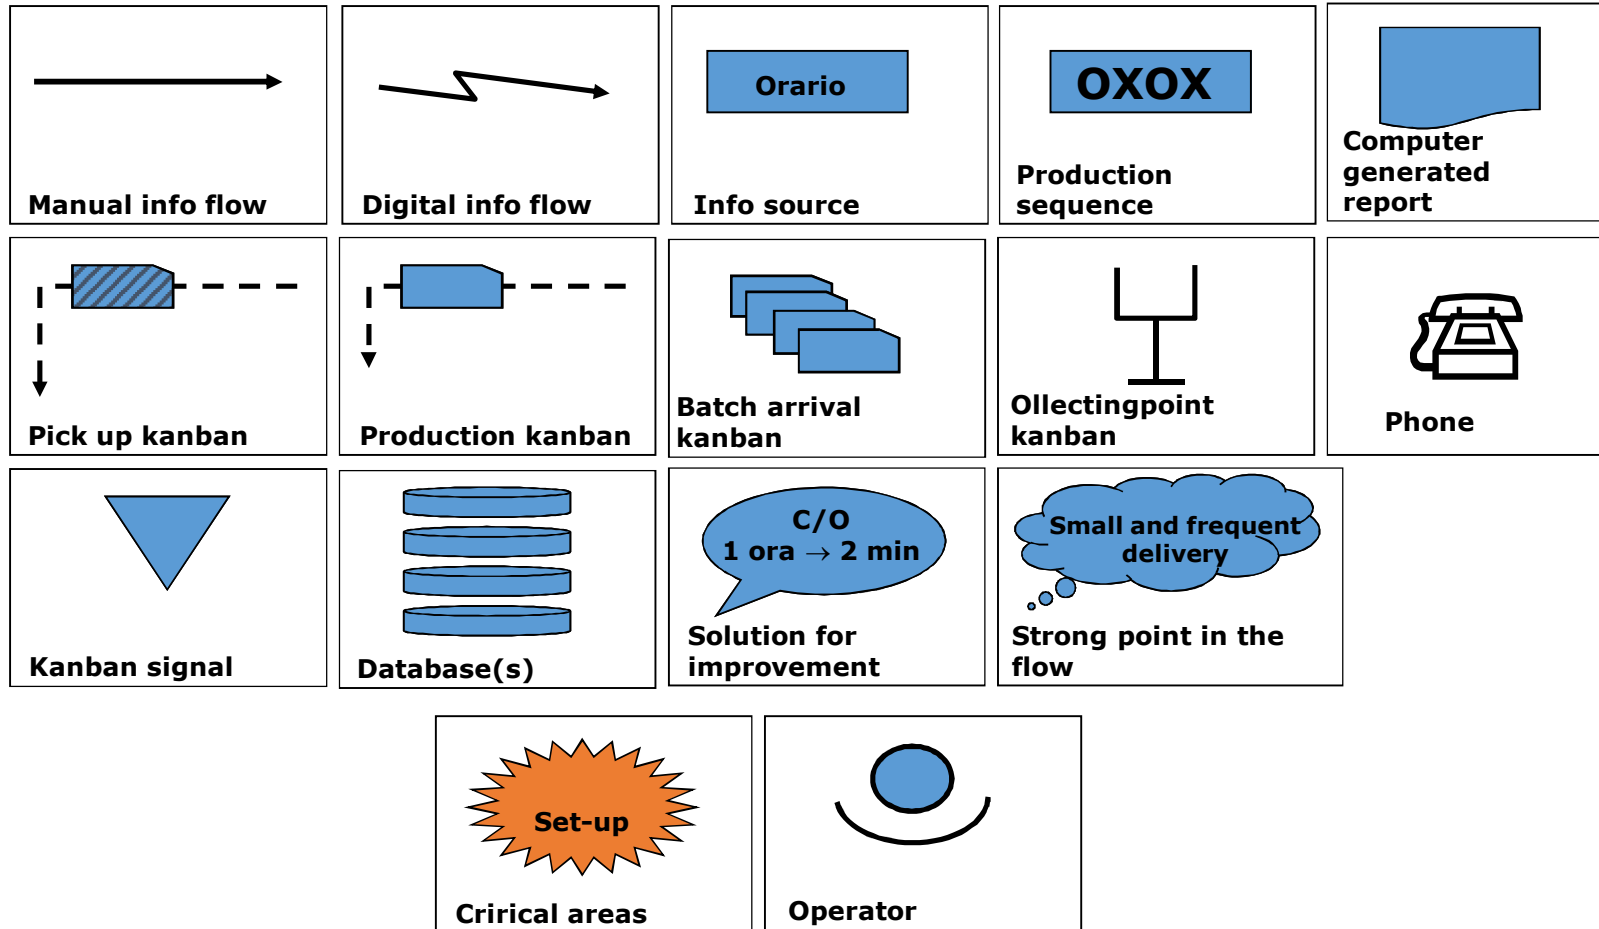 Manual info flow
Digital info flow
Orario
Info source
OXOX
Production
sequence
Computer
generated
report
Pick up kanban
Production kanban
Batch arrival
kanban
Ollectingpoint
kanban
Phone
Kanban signal
Database(s)
C/O
1 ora → 2 min
Solution for
improvement
Small and frequent
delivery
Strong point in the
flow
Set-up
Crirical areas
Operator